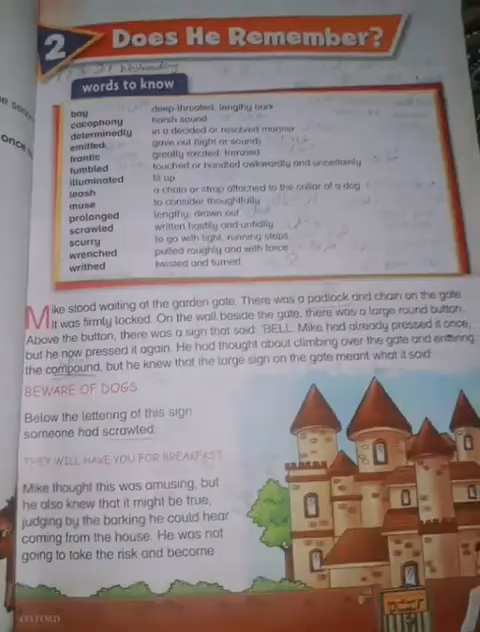 2
Does He Remember?
words to know
bay deep-throated, lengthy bark
cacophony harsh sound
determinedly in a decided or resolved manner
emitted gave out (light or sound)
frantic greatly excited; frenzied
fumbled touched or handled awkwardly and uncertainly
illuminated lit up
leash a chain or strap attached to the collar of a dog
muse to consider thoughtfully
prolonged lengthy; drawn out
scrawled written hastily and untidily
scurry to go with light, running steps
wrenched pulled roughly and with force
writhed twisted and turned
Mike stood waiting at the garden gate. There was a padlock and chain on the gate.
It was firmly locked. On the wall beside the gate, there was a large round button.
Above the button, there was a sign that said: 'BELL'. Mike had already pressed it once,
but he now pressed it again. He had thought about climbing over the gate and entering
the compound, but he knew that the large sign on the gate meant what it said:
BEWARE OF DOGS
Below the lettering of this sign
someone had scrawled:
THEY WILL HAVE YOU FOR BREAKFAST
Mike thought this was amusing, but
he also knew that it might be true,
judging by the barking he could hear
coming from the house. He was not
going to take the risk and become
OXFORD
once